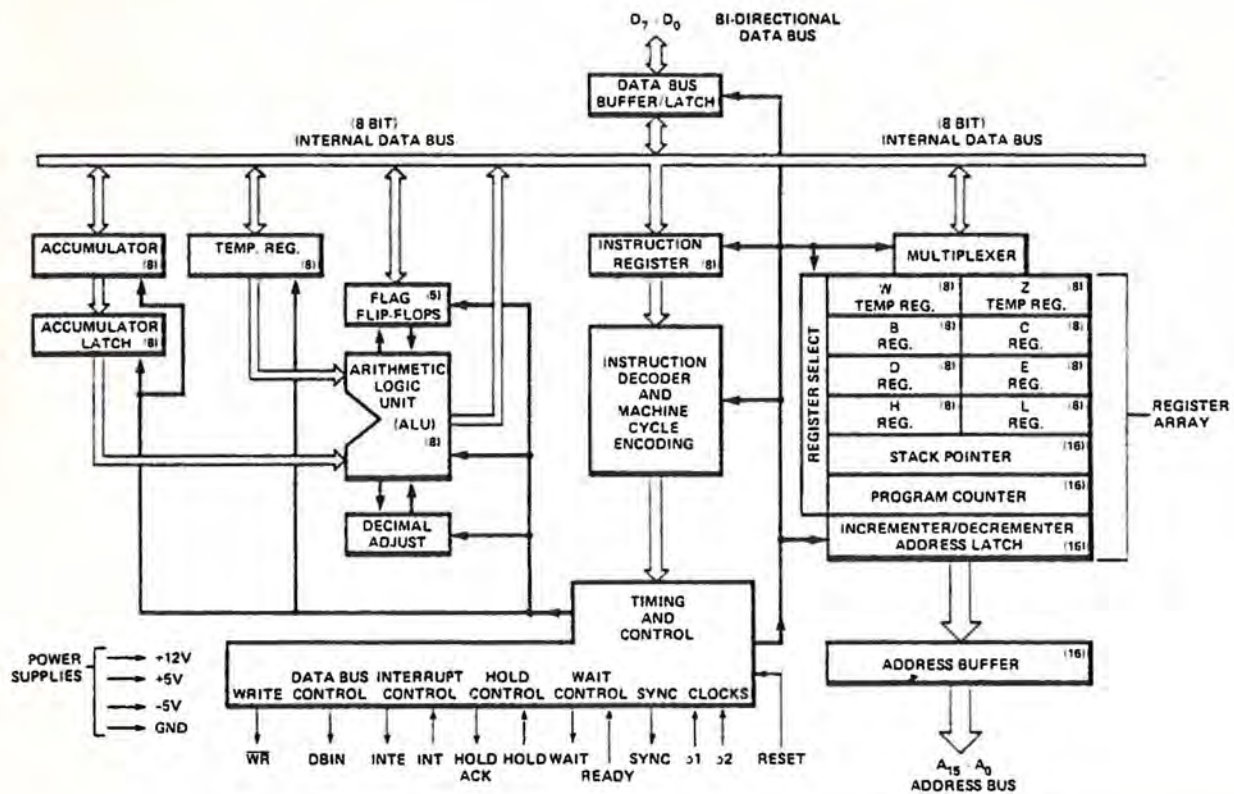 D7 - D0 BI-DIRECTIONAL
DATA BUS
DATA BUS
BUFFER/LATCH
(8 BIT)
INTERNAL DATA BUS
(8 BIT)
INTERNAL DATA BUS
ACCUMULATOR
(8)
TEMP. REG.
(8)
INSTRUCTION
REGISTER (8)
MULTIPLEXER
ACCUMULATOR
LATCH (8)
FLAG (5)
FLIP-FLOPS
ARITHMETIC
LOGIC
UNIT
(ALU)
(8)
DECIMAL
ADJUST
INSTRUCTION
DECODER
AND
MACHINE
CYCLE
ENCODING
REGISTER SELECT
W (8)
TEMP REG.
Z (8)
TEMP REG.
B (8)
REG.
C (8)
REG.
D (8)
REG.
E (8)
REG.
H (8)
REG.
L (8)
REG.
STACK POINTER (16)
PROGRAM COUNTER (16)
INCREMENTER/DECREMENTER
ADDRESS LATCH (16)
REGISTER
ARRAY
TIMING
AND
CONTROL
POWER
SUPPLIES
+12V
+5V
-5V
GND
WRITE
DATA BUS
CONTROL
INTERRUPT
CONTROL
HOLD
CONTROL
WAIT
CONTROL
SYNC
CLOCKS
WR DBIN INTE INT HOLD
ACK
HOLD WAIT
READY
SYNC ϕ1 ϕ2 RESET
ADDRESS BUFFER (16)
A15 - A0
ADDRESS BUS